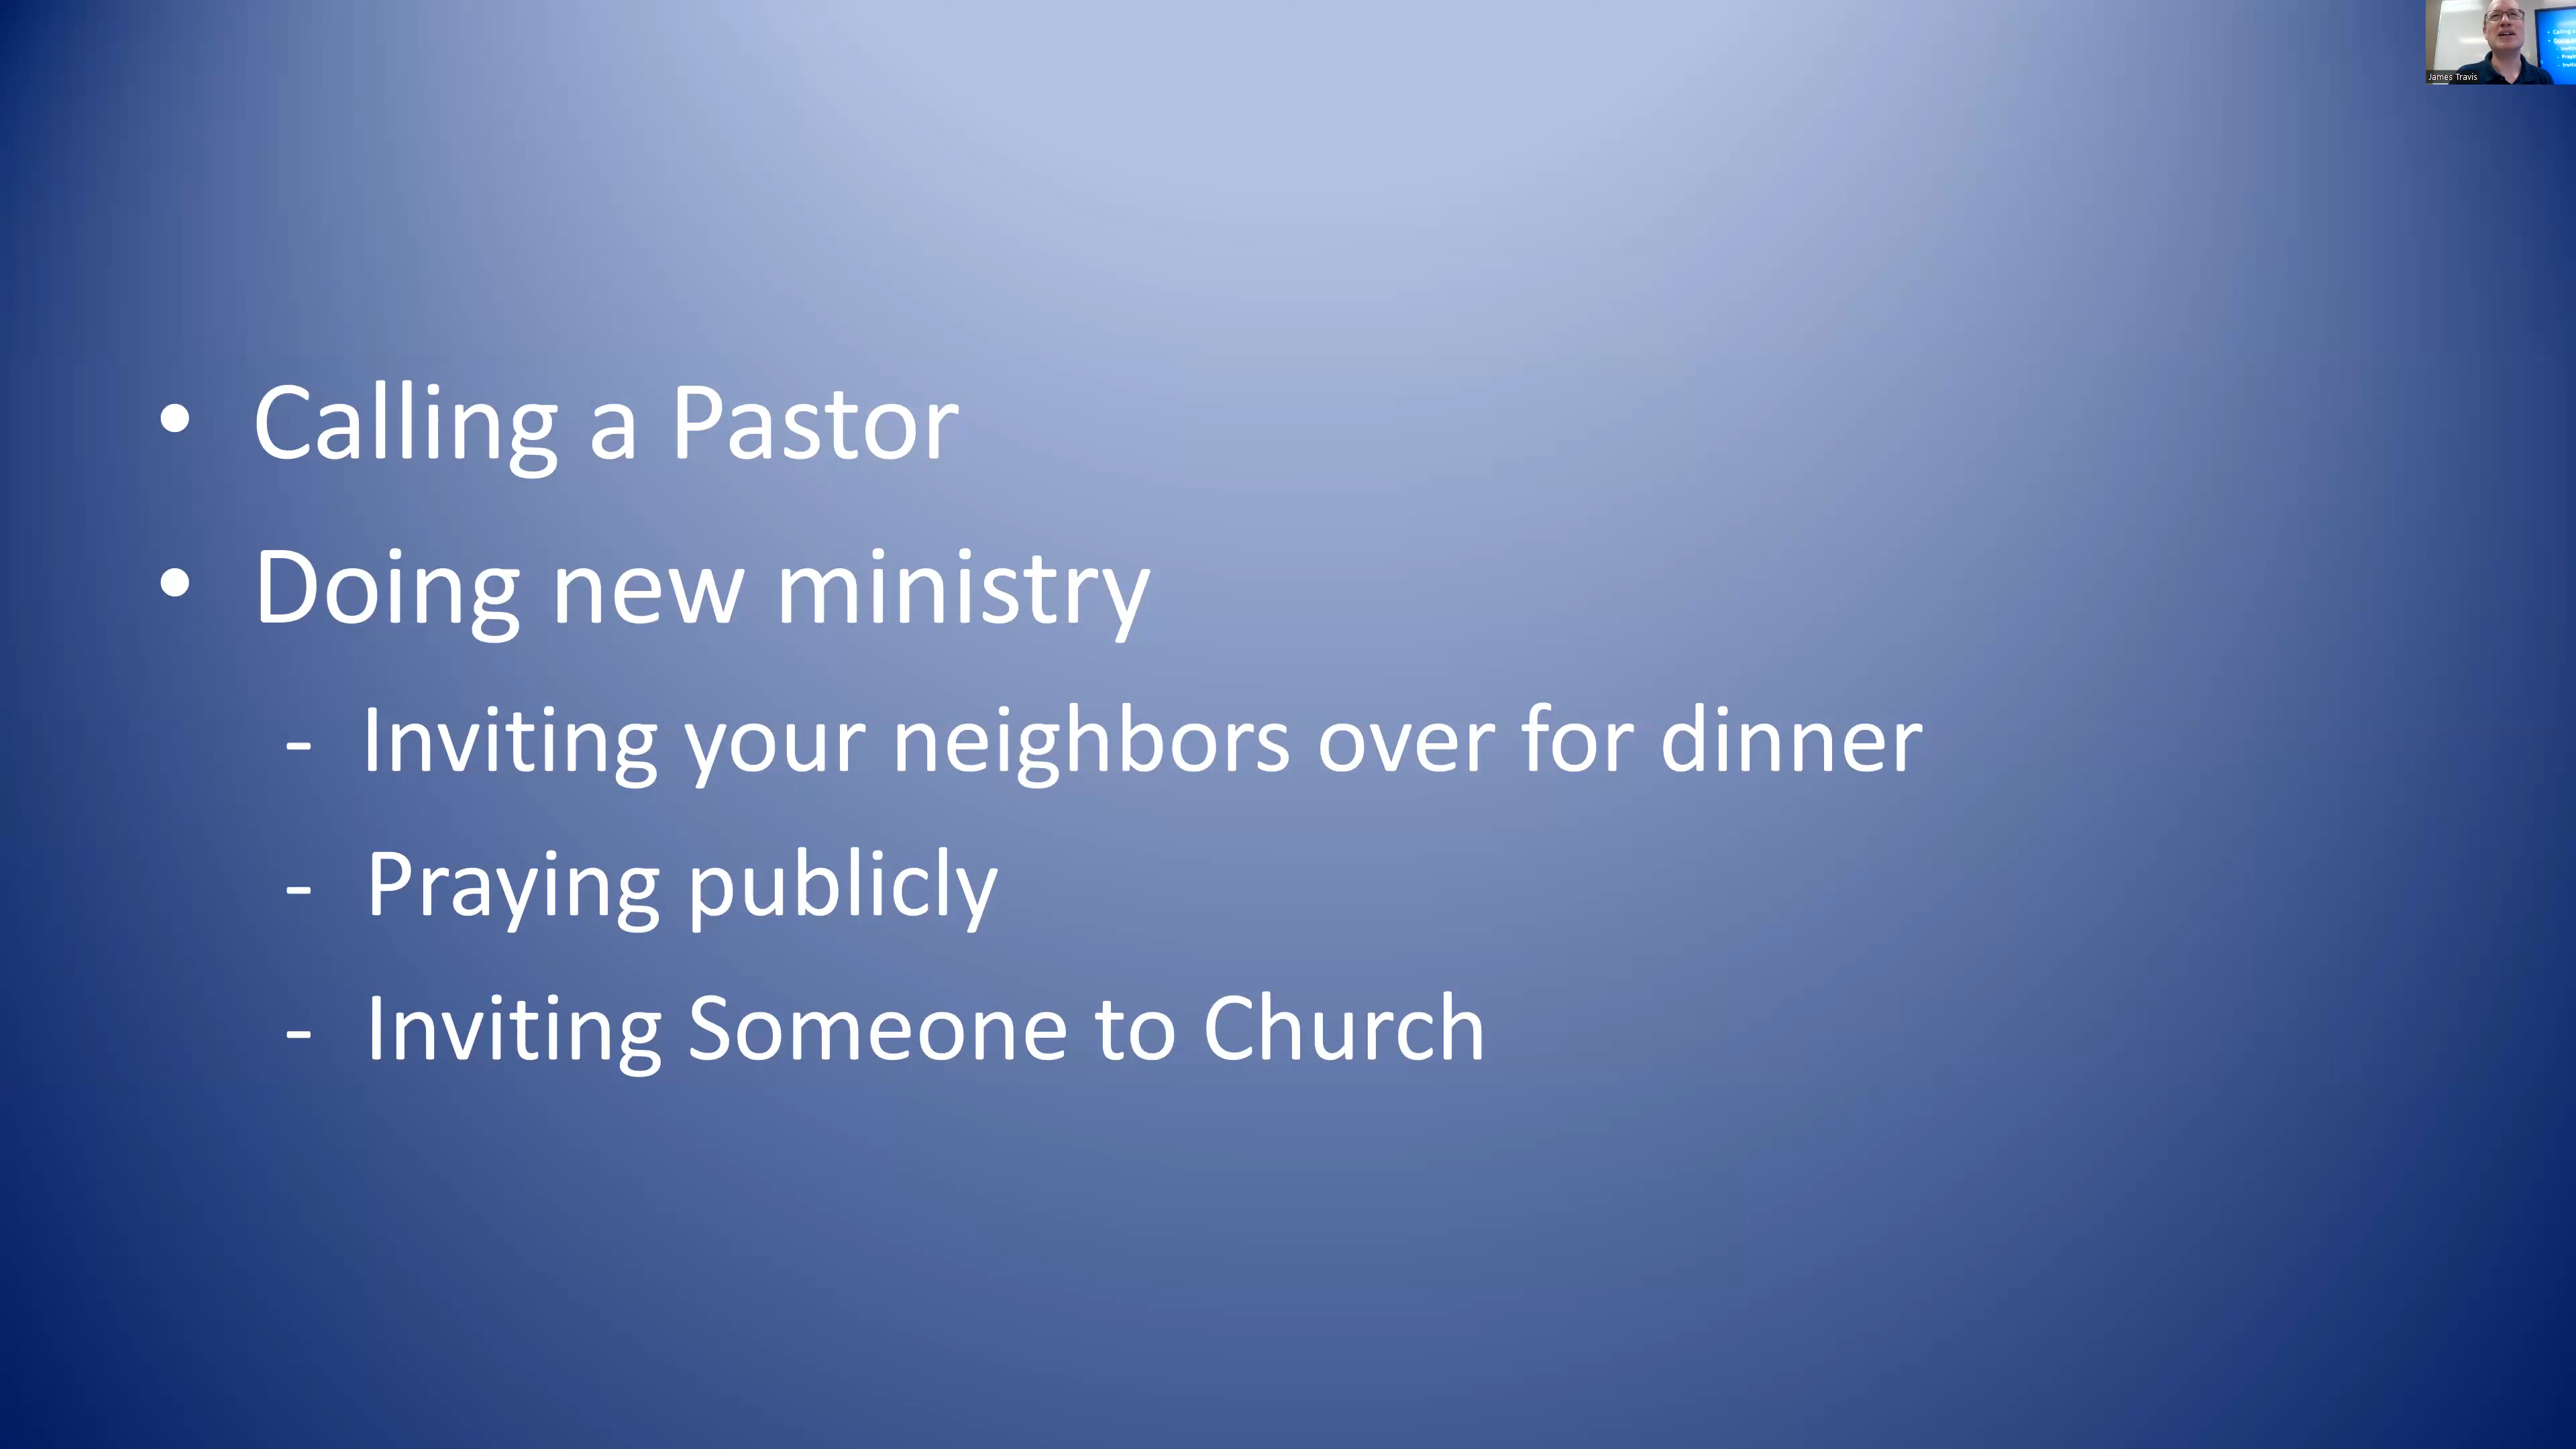 James Travis
• Calling a Pastor
• Doing new ministry
- Inviting your neighbors over for dinner
- Praying publicly
- Inviting Someone to Church